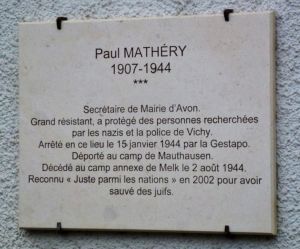 Paul MATHÉRY
1907-1944
***
Secrétaire de Mairie d'Avon.
Grand résistant, a protégé des personnes recherchées
par les nazis et la police de Vichy.
Arrêté en ce lieu le 15 janvier 1944 par la Gestapo.
Déporté au camp de Mauthausen.
Décédé au camp annexe de Melk le 2 août 1944.
Reconnu « Juste parmi les nations » en 2002 pour avoir
sauvé des juifs.